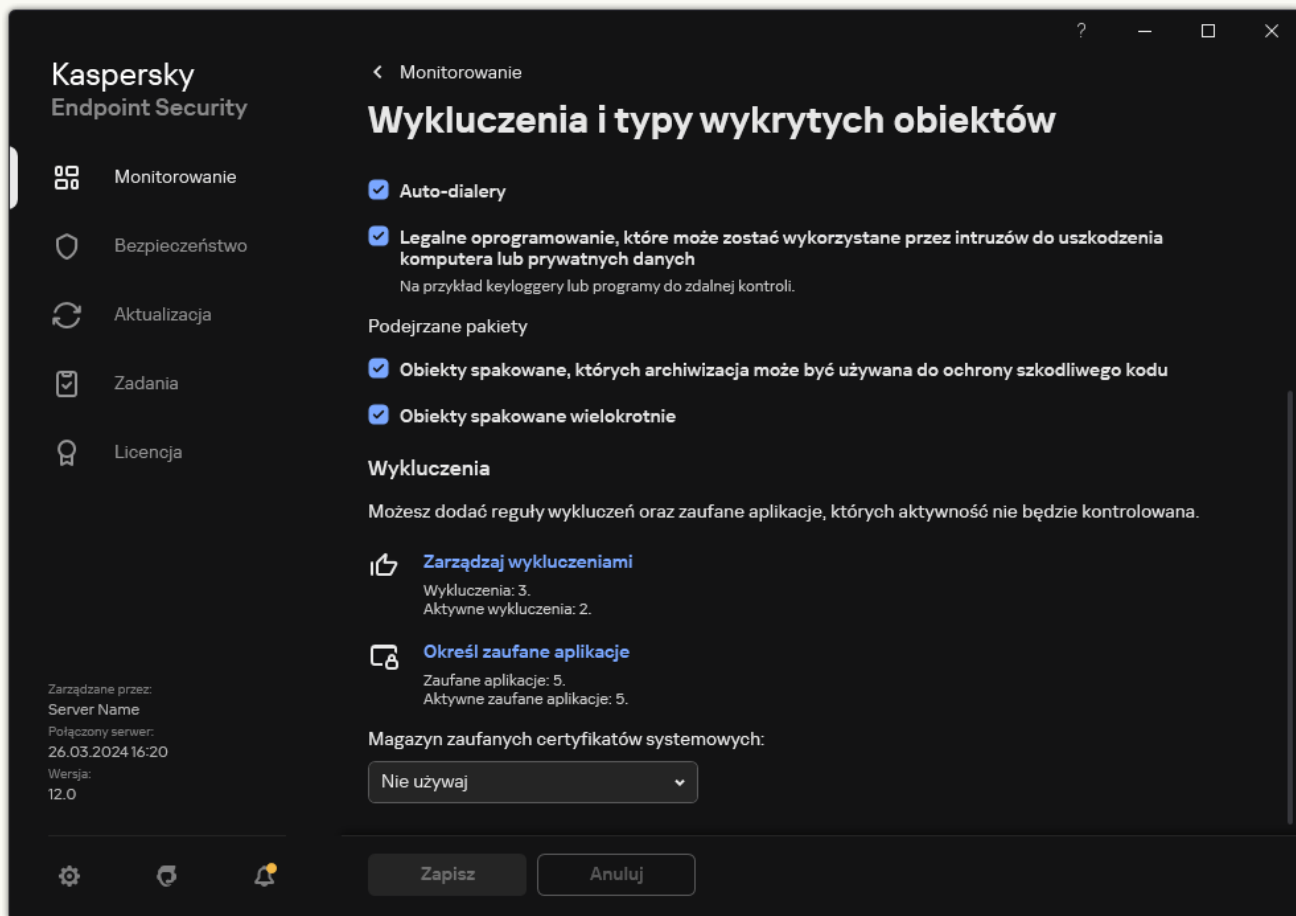 ?
Kaspersky
Endpoint Security
Monitorowanie
Bezpieczeństwo
Aktualizacja
Zadania
Licencja
Zarządzane przez:
Server Name
Połączony serwer:
26.03.2024 16:20
Wersja:
12.0
Monitorowanie
Wykluczenia i typy wykrytych obiektów
Auto-dialery
Legalne oprogramowanie, które może zostać wykorzystane przez intruzów do uszkodzenia
komputera lub prywatnych danych
Na przykład keyloggery lub programy do zdalnej kontroli.
Podejrzane pakiety
Obiekty spakowane, których archiwizacja może być używana do ochrony szkodliwego kodu
Obiekty spakowane wielokrotnie
Wykluczenia
Możesz dodać reguły wykluczeń oraz zaufane aplikacje, których aktywność nie będzie kontrolowana.
Zarządzaj wykluczeniami
Wykluczenia: 3.
Aktywne wykluczenia: 2.
Określ zaufane aplikacje
Zaufane aplikacje: 5.
Aktywne zaufane aplikacje: 5.
Magazyn zaufanych certyfikatów systemowych:
Nie używaj
Zapisz
Anuluj